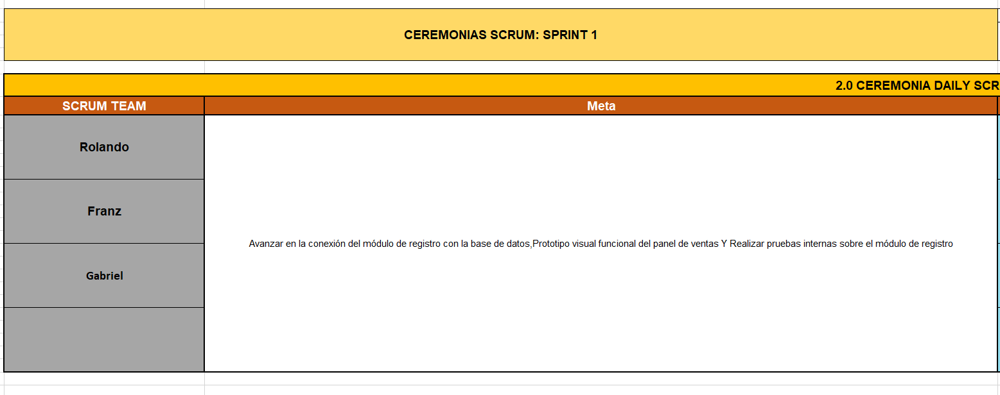 CEREMONIAS SCRUM: SPRINT 1
2.0 CEREMONIA DAILY SCR
SCRUM TEAM
Meta
Rolando
Franz
Avanzar en la conexión del módulo de registro con la base de datos,Prototipo visual funcional del panel de ventas Y Realizar pruebas internas sobre el módulo de registro
Gabriel